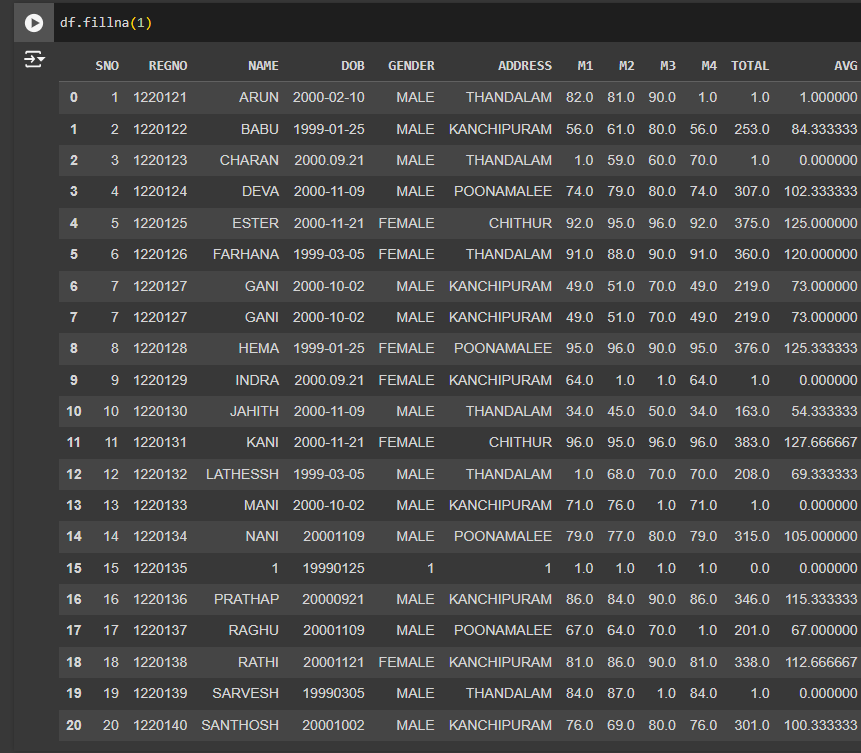 df.fillna(1)
SNO REGNO NAME DOB GENDER ADDRESS M1 M2 M3 M4 TOTAL AVG
0 1 1220121 ARUN 2000-02-10 MALE THANDALAM 82.0 81.0 90.0 1.0 1.0 1.000000
1 2 1220122 BABU 1999-01-25 MALE KANCHIPURAM 56.0 61.0 80.0 56.0 253.0 84.333333
2 3 1220123 CHARAN 2000.09.21 MALE THANDALAM 1.0 59.0 60.0 70.0 1.0 0.000000
3 4 1220124 DEVA 2000-11-09 MALE POONAMALEE 74.0 79.0 80.0 74.0 307.0 102.333333
4 5 1220125 ESTER 2000-11-21 FEMALE CHITHUR 92.0 95.0 96.0 92.0 375.0 125.000000
5 6 1220126 FARHANA 1999-03-05 FEMALE THANDALAM 91.0 88.0 90.0 91.0 360.0 120.000000
6 7 1220127 GANI 2000-10-02 MALE KANCHIPURAM 49.0 51.0 70.0 49.0 219.0 73.000000
7 7 1220127 GANI 2000-10-02 MALE KANCHIPURAM 49.0 51.0 70.0 49.0 219.0 73.000000
8 8 1220128 HEMA 1999-01-25 FEMALE POONAMALEE 95.0 96.0 90.0 95.0 376.0 125.333333
9 9 1220129 INDRA 2000.09.21 FEMALE KANCHIPURAM 64.0 1.0 1.0 64.0 1.0 0.000000
10 10 1220130 JAHITH 2000-11-09 MALE THANDALAM 34.0 45.0 50.0 34.0 163.0 54.333333
11 11 1220131 KANI 2000-11-21 FEMALE CHITHUR 96.0 95.0 96.0 96.0 383.0 127.666667
12 12 1220132 LATHESSH 1999-03-05 MALE THANDALAM 1.0 68.0 70.0 70.0 208.0 69.333333
13 13 1220133 MANI 2000-10-02 MALE KANCHIPURAM 71.0 76.0 1.0 71.0 1.0 0.000000
14 14 1220134 NANI 20001109 MALE POONAMALEE 79.0 77.0 80.0 79.0 315.0 105.000000
15 15 1220135 1 19990125 1 1 1.0 1.0 1.0 1.0 0.0 0.000000
16 16 1220136 PRATHAP 20000921 MALE KANCHIPURAM 86.0 84.0 90.0 86.0 346.0 115.333333
17 17 1220137 RAGHU 20001109 MALE POONAMALEE 67.0 64.0 70.0 1.0 201.0 67.000000
18 18 1220138 RATHI 20001121 FEMALE KANCHIPURAM 81.0 86.0 90.0 81.0 338.0 112.666667
19 19 1220139 SARVESH 19990305 MALE THANDALAM 84.0 87.0 1.0 84.0 1.0 0.000000
20 20 1220140 SANTHOSH 20001002 MALE KANCHIPURAM 76.0 69.0 80.0 76.0 301.0 100.333333